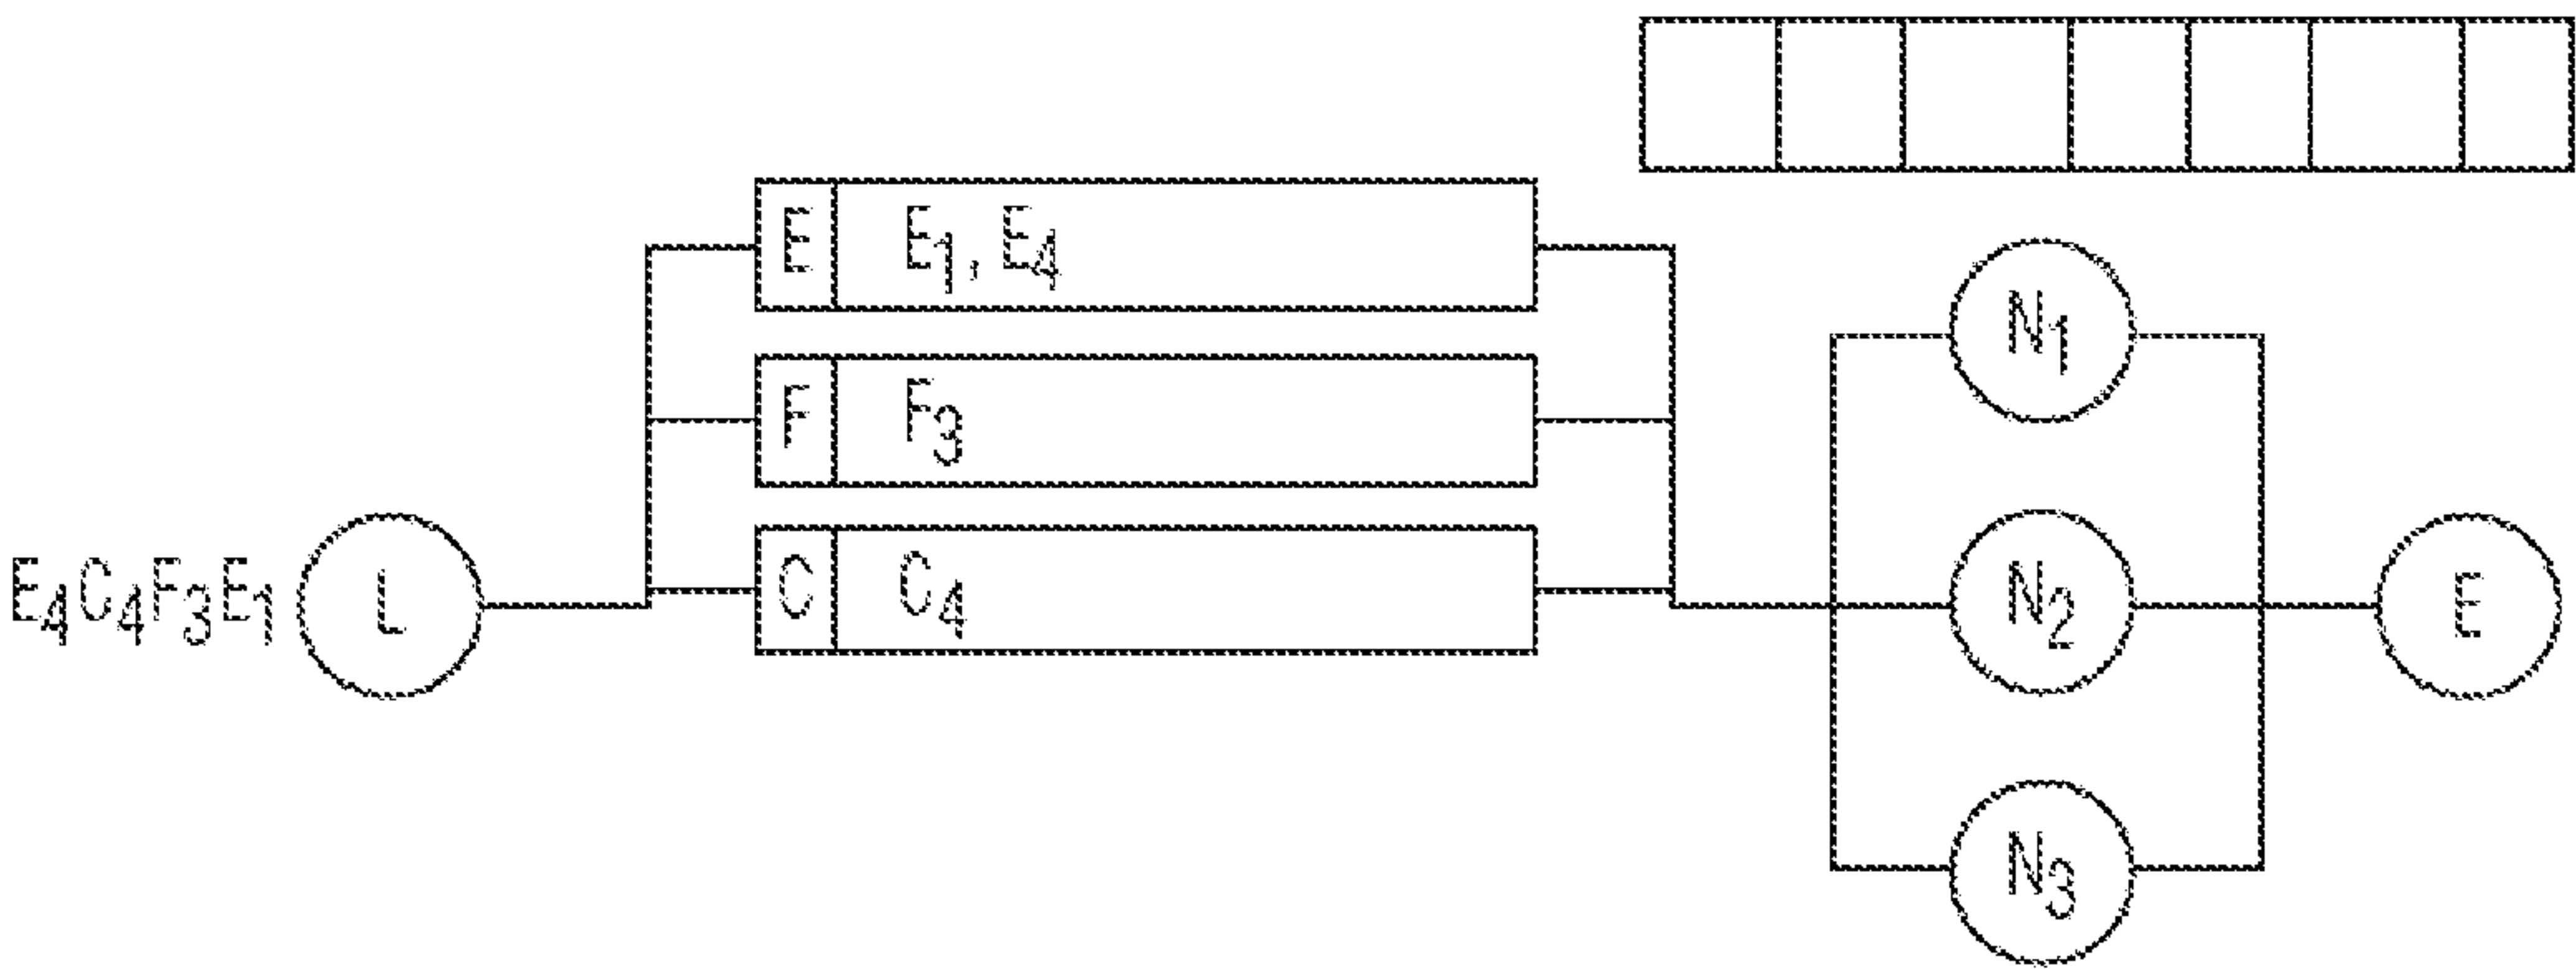 E E₁, E₄
N₁
F F₃
E₄C₄F₃E₁ L C C₄ N₂ E
N₃